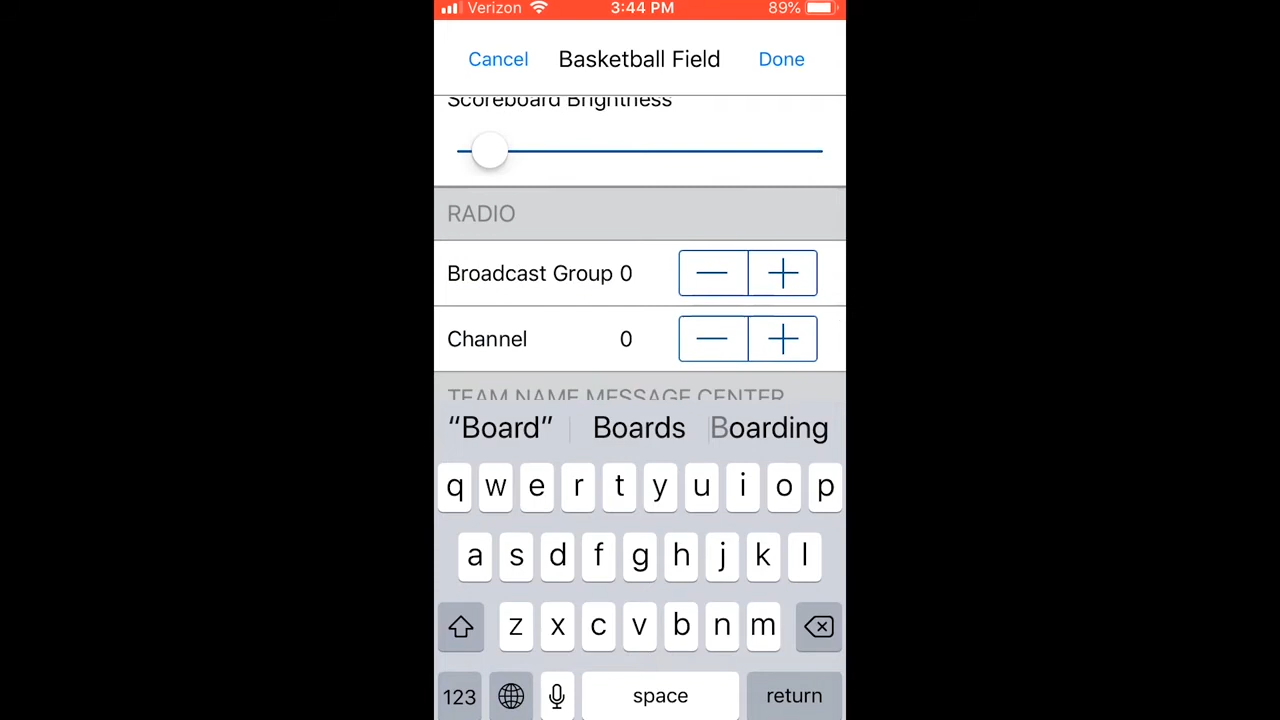 Verizon 3:44 PM 89%
Cancel Basketball Field Done
Scoreboard Brightness
RADIO
Broadcast Group 0
Channel 0
TEAM NAME MESSAGE CENTER
“Board” Boards Boarding
q w e r t y u i o p
a s d f g h j k l
z x c v b n m
123 space return